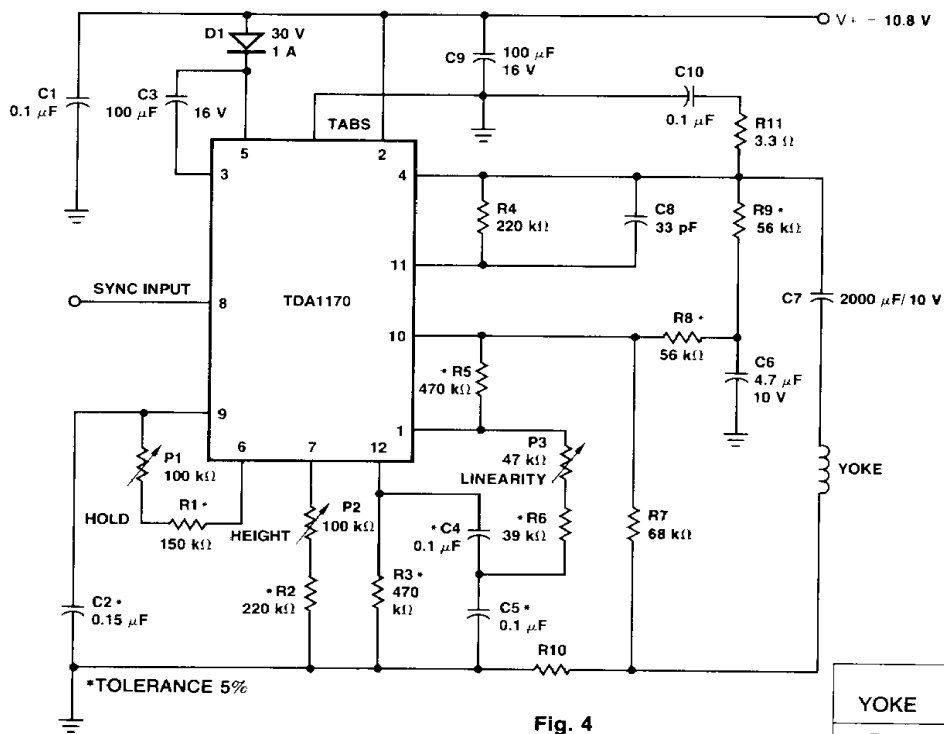 V+ = 10.8 V
D1
30 V
1 A
C9
100 μF
16 V
C10
0.1 μF
C1
0.1 μF
C3
100 μF
16 V
TABS
R11
3.3 Ω
5
2
3
4
R4
220 kΩ
C8
33 pF
R9*
56 kΩ
11
SYNC INPUT
8
TDA1170
C7
2000 μF/10 V
10
R8*
56 kΩ
*R5
470 kΩ
C6
4.7 μF
10 V
9
1
6
7
12
P1
100 kΩ
P3
47 kΩ
LINEARITY
YOKE
HOLD
R1*
150 kΩ
HEIGHT
P2
100 kΩ
*C4
0.1 μF
*R6
39 kΩ
R7
68 kΩ
C2*
0.15 μF
*R2
220 kΩ
R3*
470
kΩ
C5*
0.1 μF
R10
*TOLERANCE 5%
YOKE
Fig. 4